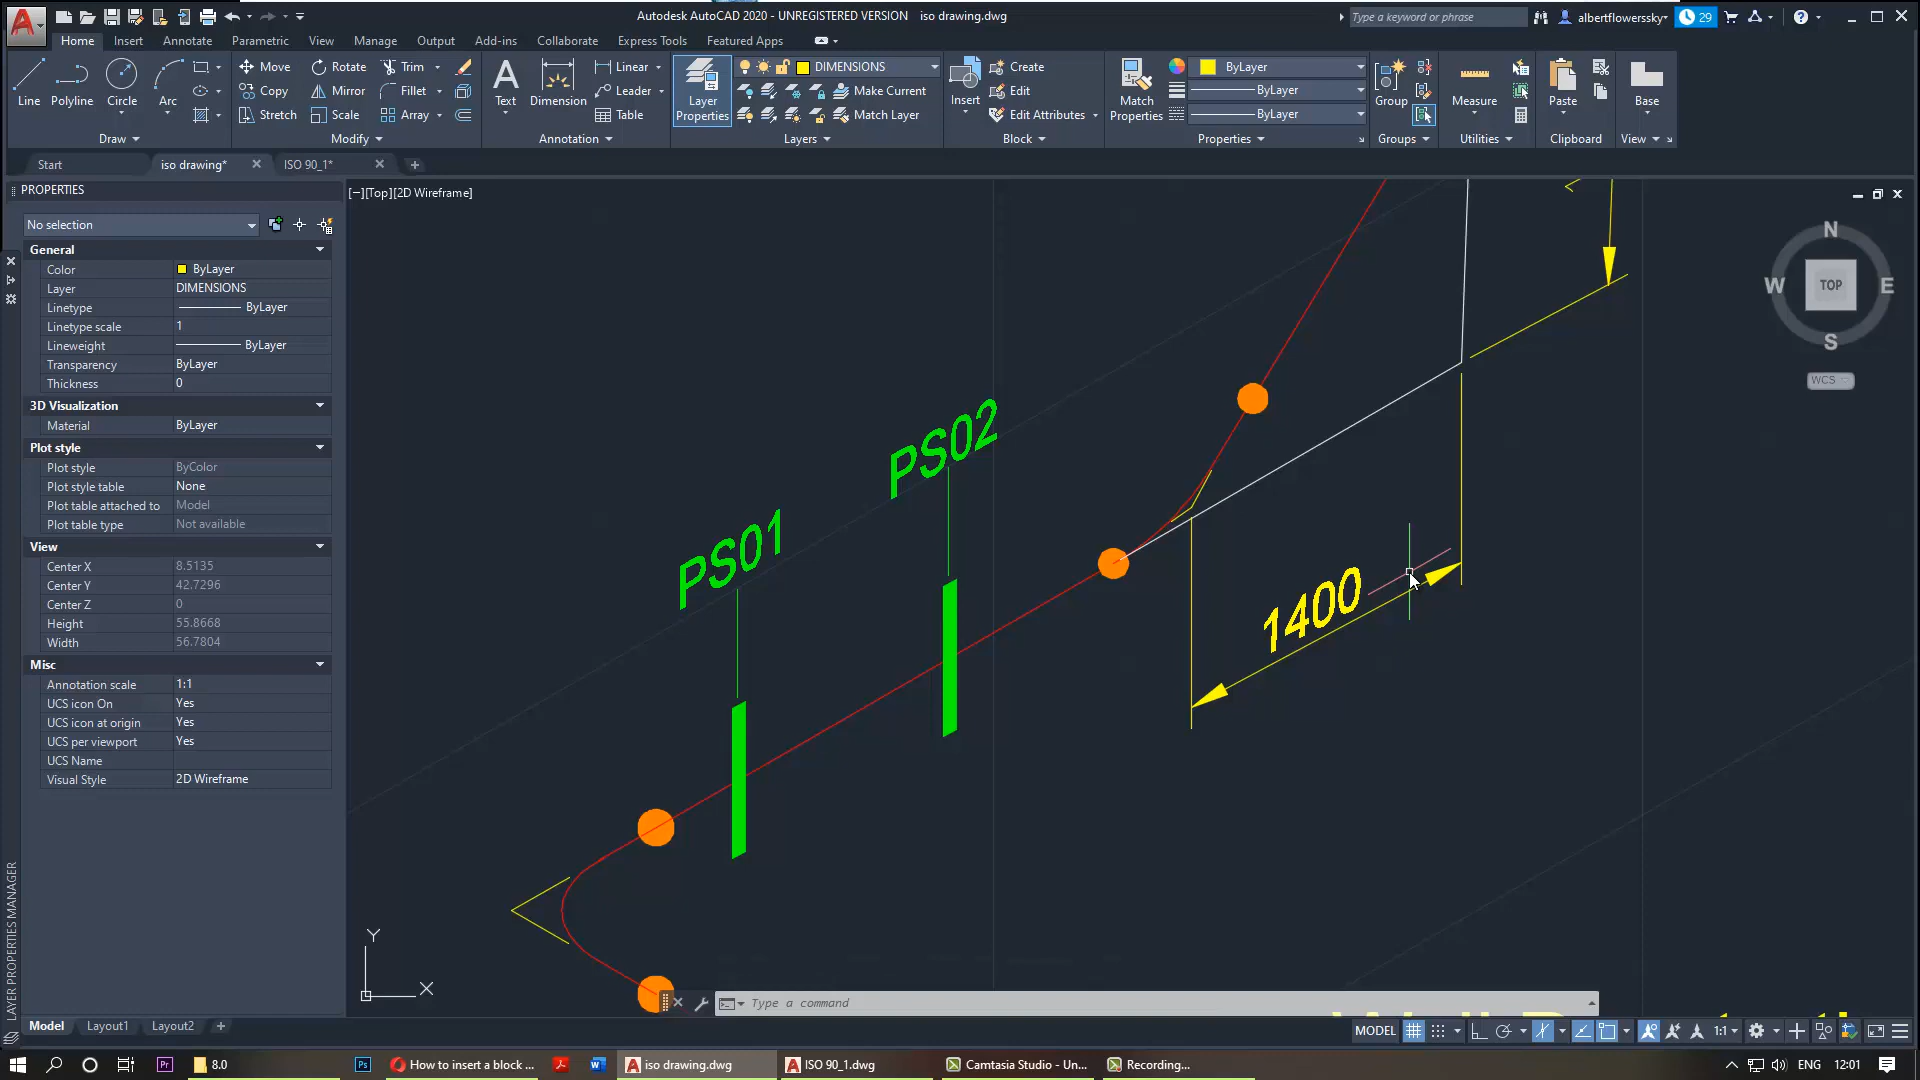 Autodesk AutoCAD 2020 - UNREGISTERED VERSION iso drawing.dwg
Type a keyword or phrase
albertflowerssky*
29
Home Insert Annotate Parametric View Manage Output Add-ins Collaborate Express Tools Featured Apps
Line Polyline Circle Arc
Move Rotate Trim
Copy Mirror Fillet
Stretch Scale Array
Text Dimension
Linear
Leader
Table
Layer Properties
DIMENSIONS
Make Current
Match Layer
Insert
Create
Edit
Edit Attributes
Match Properties
ByLayer
ByLayer
ByLayer
Group
Measure
Paste
Base
Draw Modify Annotation Layers Block Properties Groups Utilities Clipboard View
Start iso drawing* ISO 90_1*
PROPERTIES
[−][Top][2D Wireframe]
No selection
General
Color ByLayer
Layer DIMENSIONS
Linetype ByLayer
Linetype scale 1
Lineweight ByLayer
Transparency ByLayer
Thickness 0
3D Visualization
Material ByLayer
Plot style
Plot style ByColor
Plot style table None
Plot table attached to Model
Plot table type Not available
View
Center X 8.5135
Center Y 42.7296
Center Z 0
Height 55.8668
Width 56.7804
Misc
Annotation scale 1:1
UCS icon On Yes
UCS icon at origin Yes
UCS per viewport Yes
UCS Name
Visual Style 2D Wireframe
LAYER PROPERTIES MANAGER
N
W TOP E
S
WCS
PS02
PS01
1400
Y
X
Type a command
Model Layout1 Layout2
MODEL
1:1
8.0
How to insert a block ...
iso drawing.dwg
ISO 90_1.dwg
Camtasia Studio - Un...
Recording...
ENG 12:01